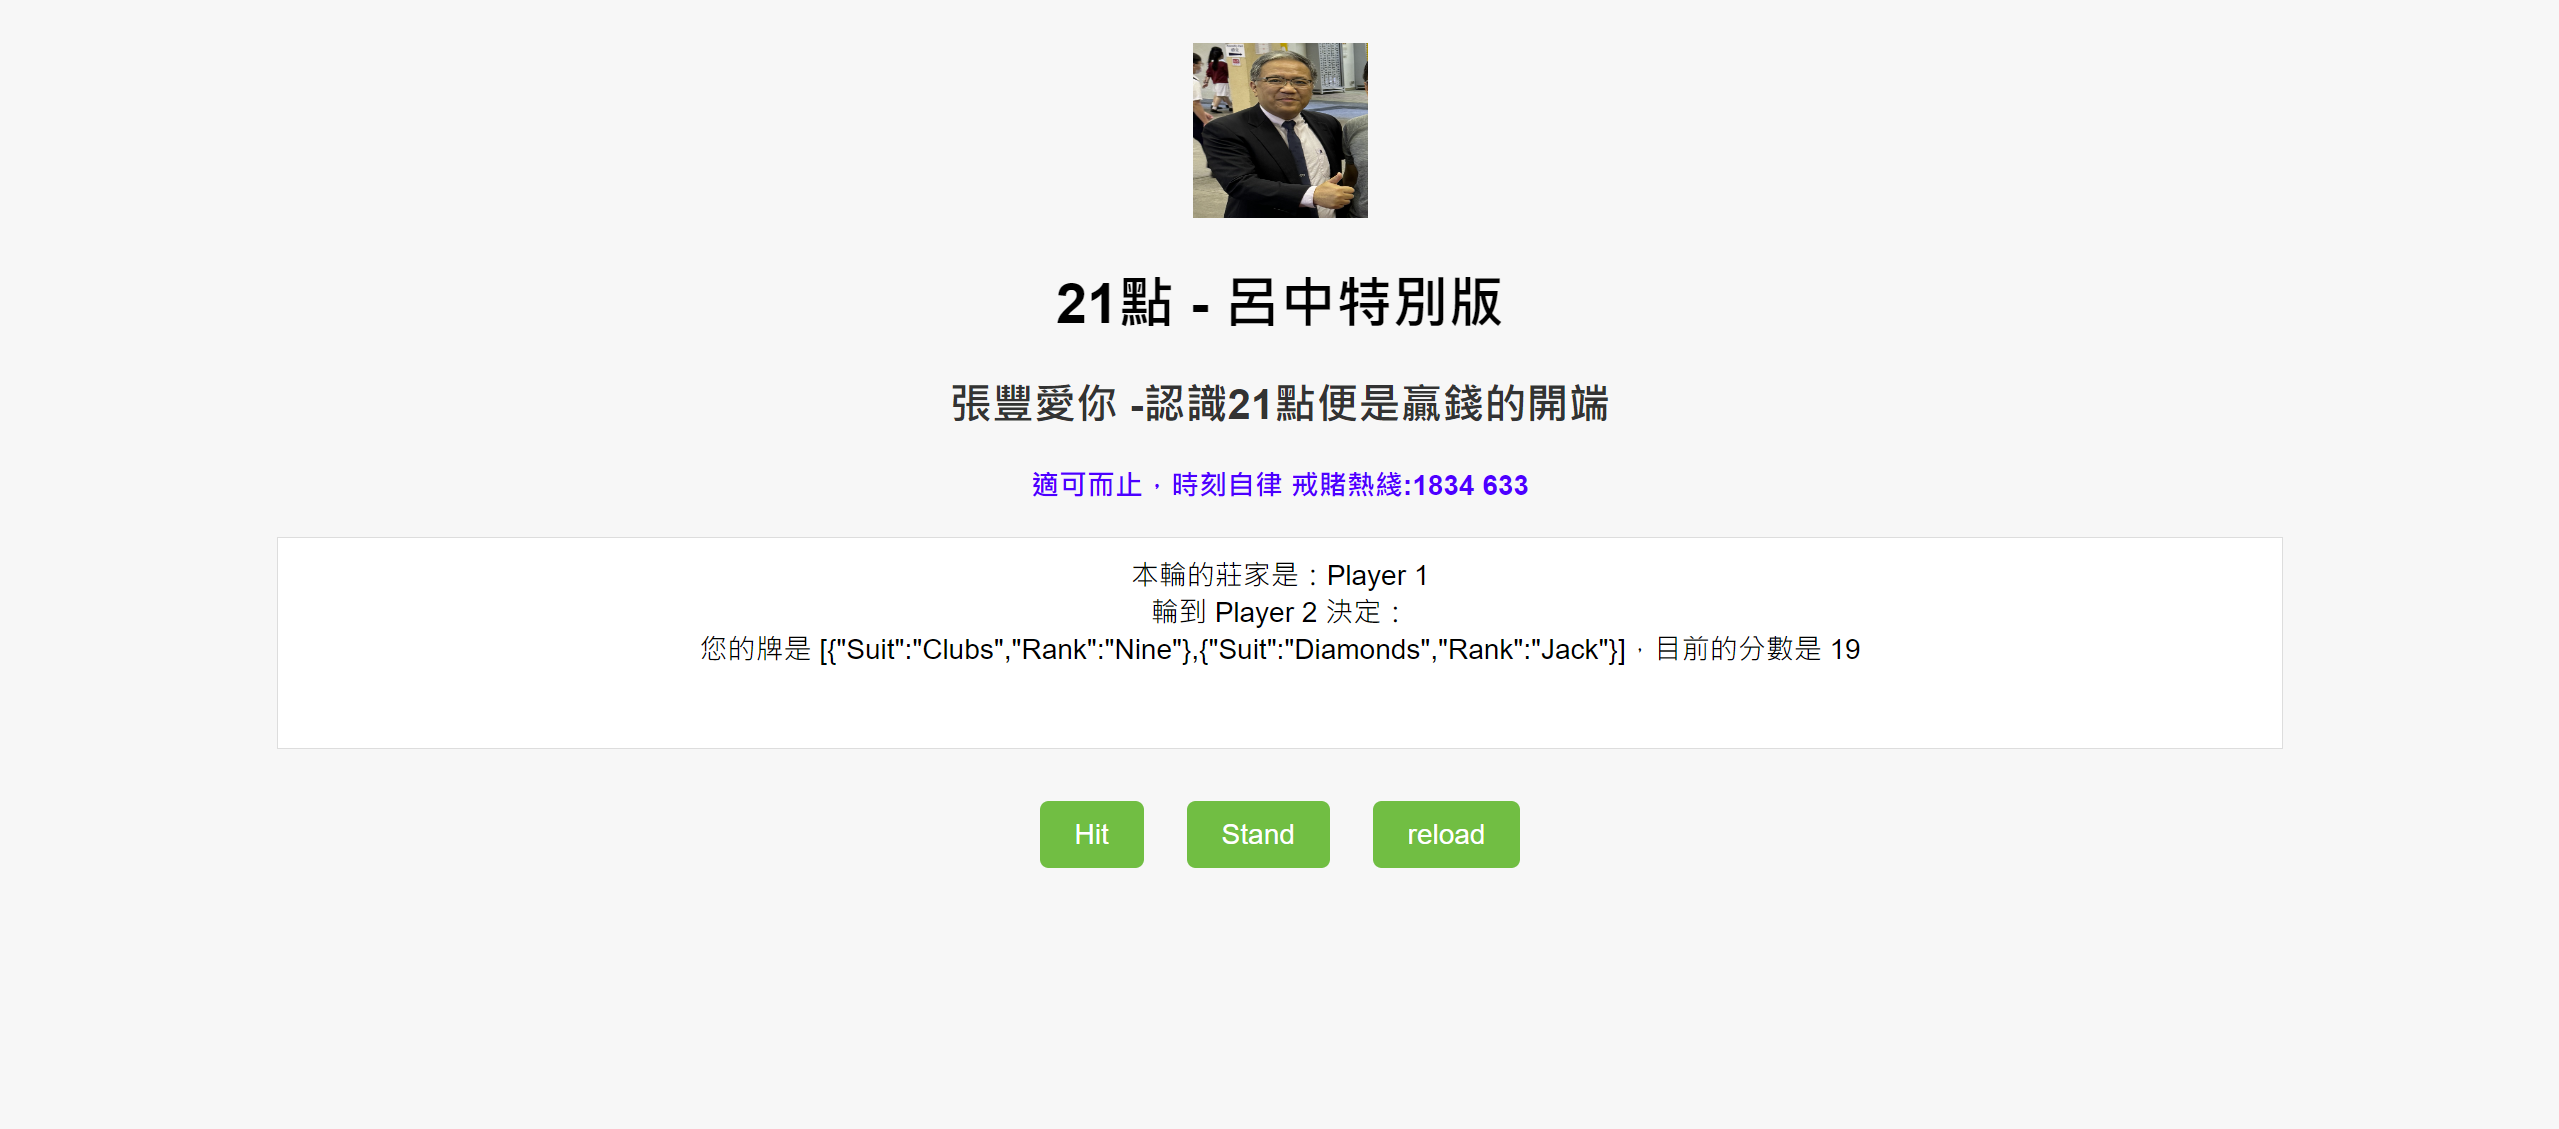 21點 - 呂中特別版
張豐愛你 -認識21點便是贏錢的開端
適可而止，時刻自律 戒賭熱綫:1834 633
本輪的莊家是：Player 1
輪到 Player 2 決定：
您的牌是 [{"Suit":"Clubs","Rank":"Nine"},{"Suit":"Diamonds","Rank":"Jack"}]，目前的分數是 19
Hit Stand reload